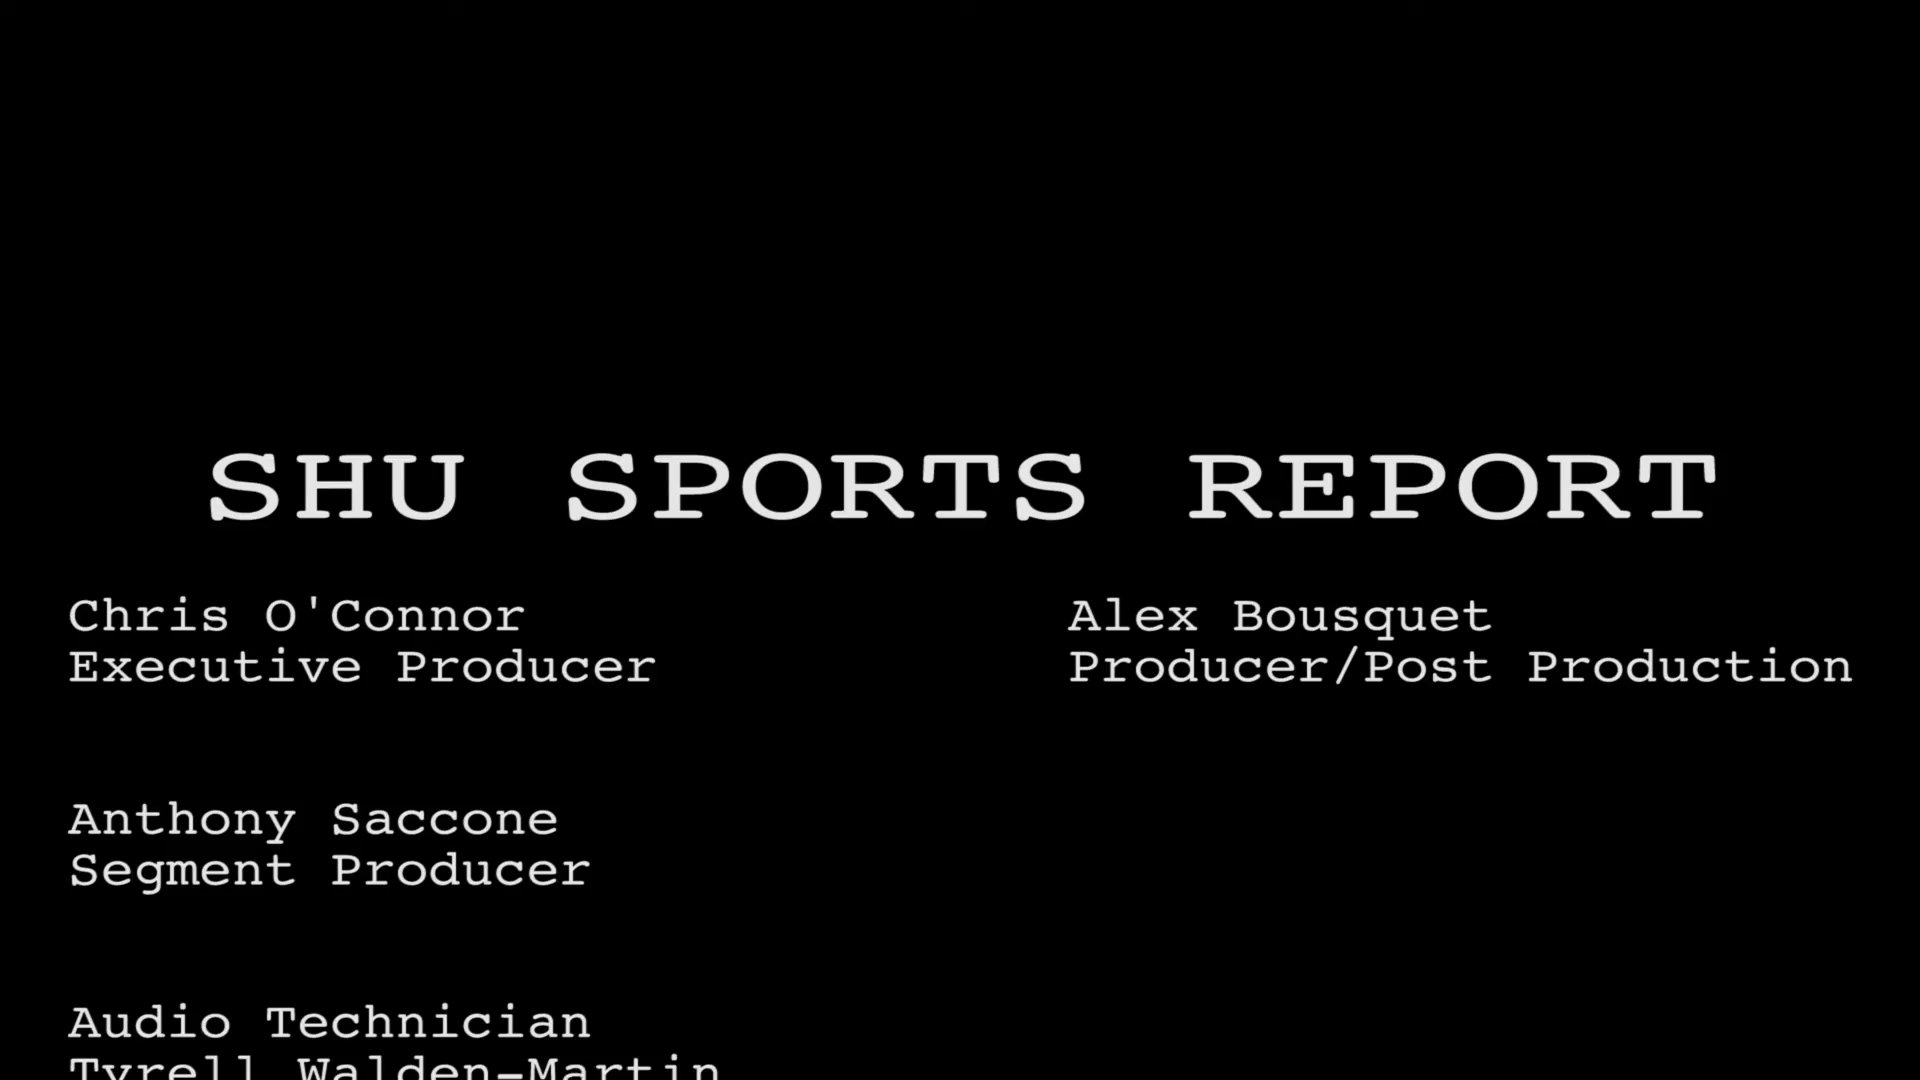 SHU SPORTS REPORT
Chris O'Connor
Executive Producer
Alex Bousquet
Producer/Post Production
Anthony Saccone
Segment Producer
Audio Technician
Tyrell Walden-Martin